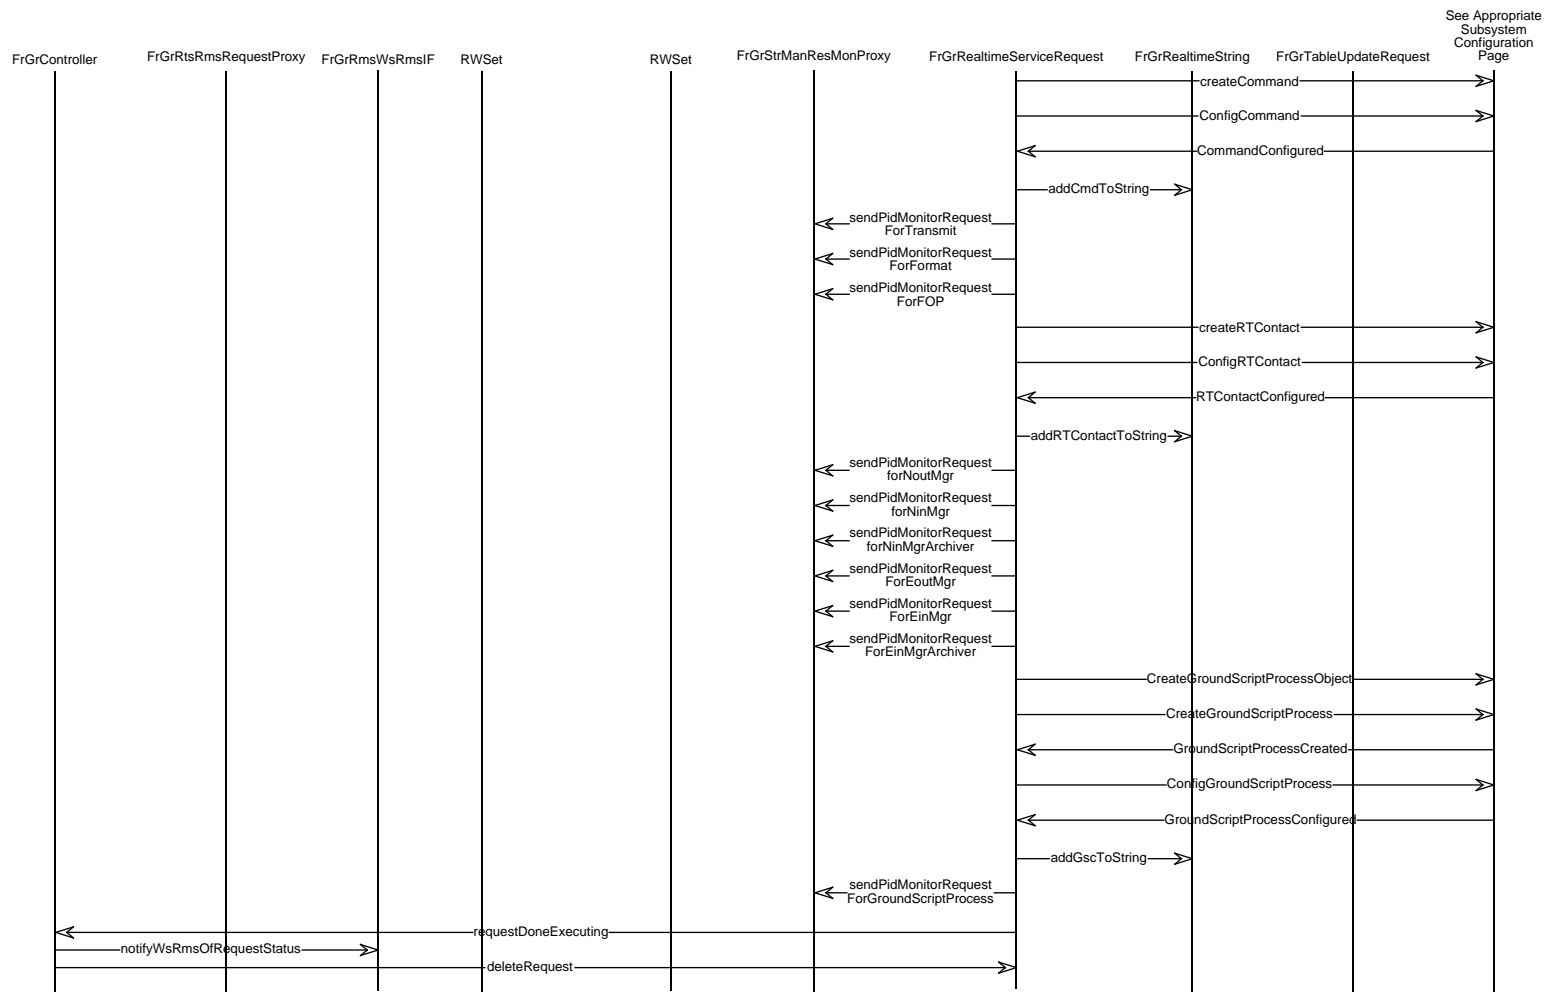 See Appropriate
Subsystem
Configuration
Page
FrGrController
FrGrRtsRmsRequestProxy
FrGrRmsWsRmsIF
RWSet
RWSet
FrGrStrManResMonProxy
FrGrRealtimeServiceRequest
FrGrRealtimeString
FrGrTableUpdateRequest
createCommand
ConfigCommand
CommandConfigured
addCmdToString
sendPidMonitorRequest
ForTransmit
sendPidMonitorRequest
ForFormat
sendPidMonitorRequest
ForFOP
createRTContact
ConfigRTContact
RTContactConfigured
addRTContactToString
sendPidMonitorRequest
forNoutMgr
sendPidMonitorRequest
forNinMgr
sendPidMonitorRequest
forNinMgrArchiver
sendPidMonitorRequest
ForEoutMgr
sendPidMonitorRequest
ForEinMgr
sendPidMonitorRequest
ForEinMgrArchiver
CreateGroundScriptProcessObject
CreateGroundScriptProcess
GroundScriptProcessCreated
ConfigGroundScriptProcess
GroundScriptProcessConfigured
addGscToString
sendPidMonitorRequest
ForGroundScriptProcess
requestDoneExecuting
notifyWsRmsOfRequestStatus
deleteRequest